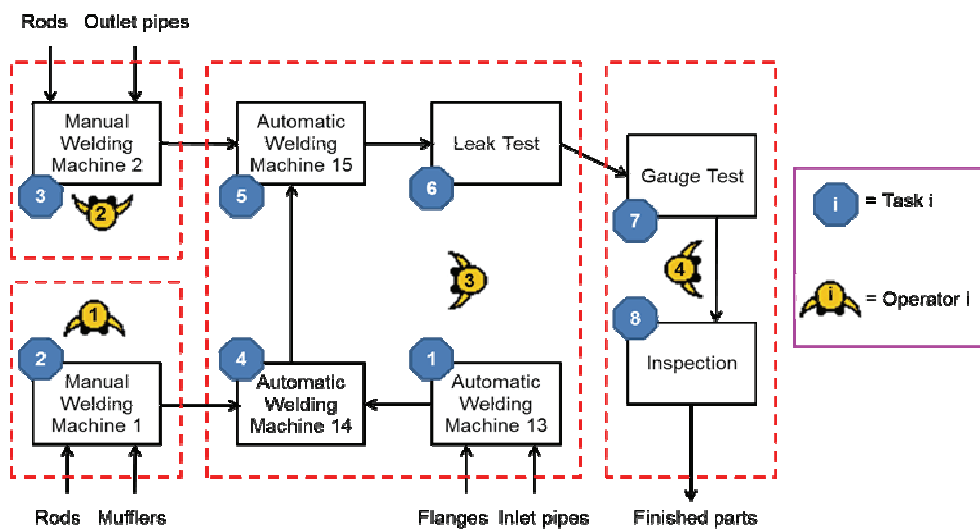 Rods Outlet pipes
Manual
Welding
Machine 2
3
2
Automatic
Welding
Machine 15
5
Leak Test
6
Gauge Test
7
i = Task i
i = Operator i
1
2
Manual
Welding
Machine 1
3
4
Automatic
Welding
Machine 14
1
Automatic
Welding
Machine 13
4
8
Inspection
Rods Mufflers
Flanges Inlet pipes
Finished parts